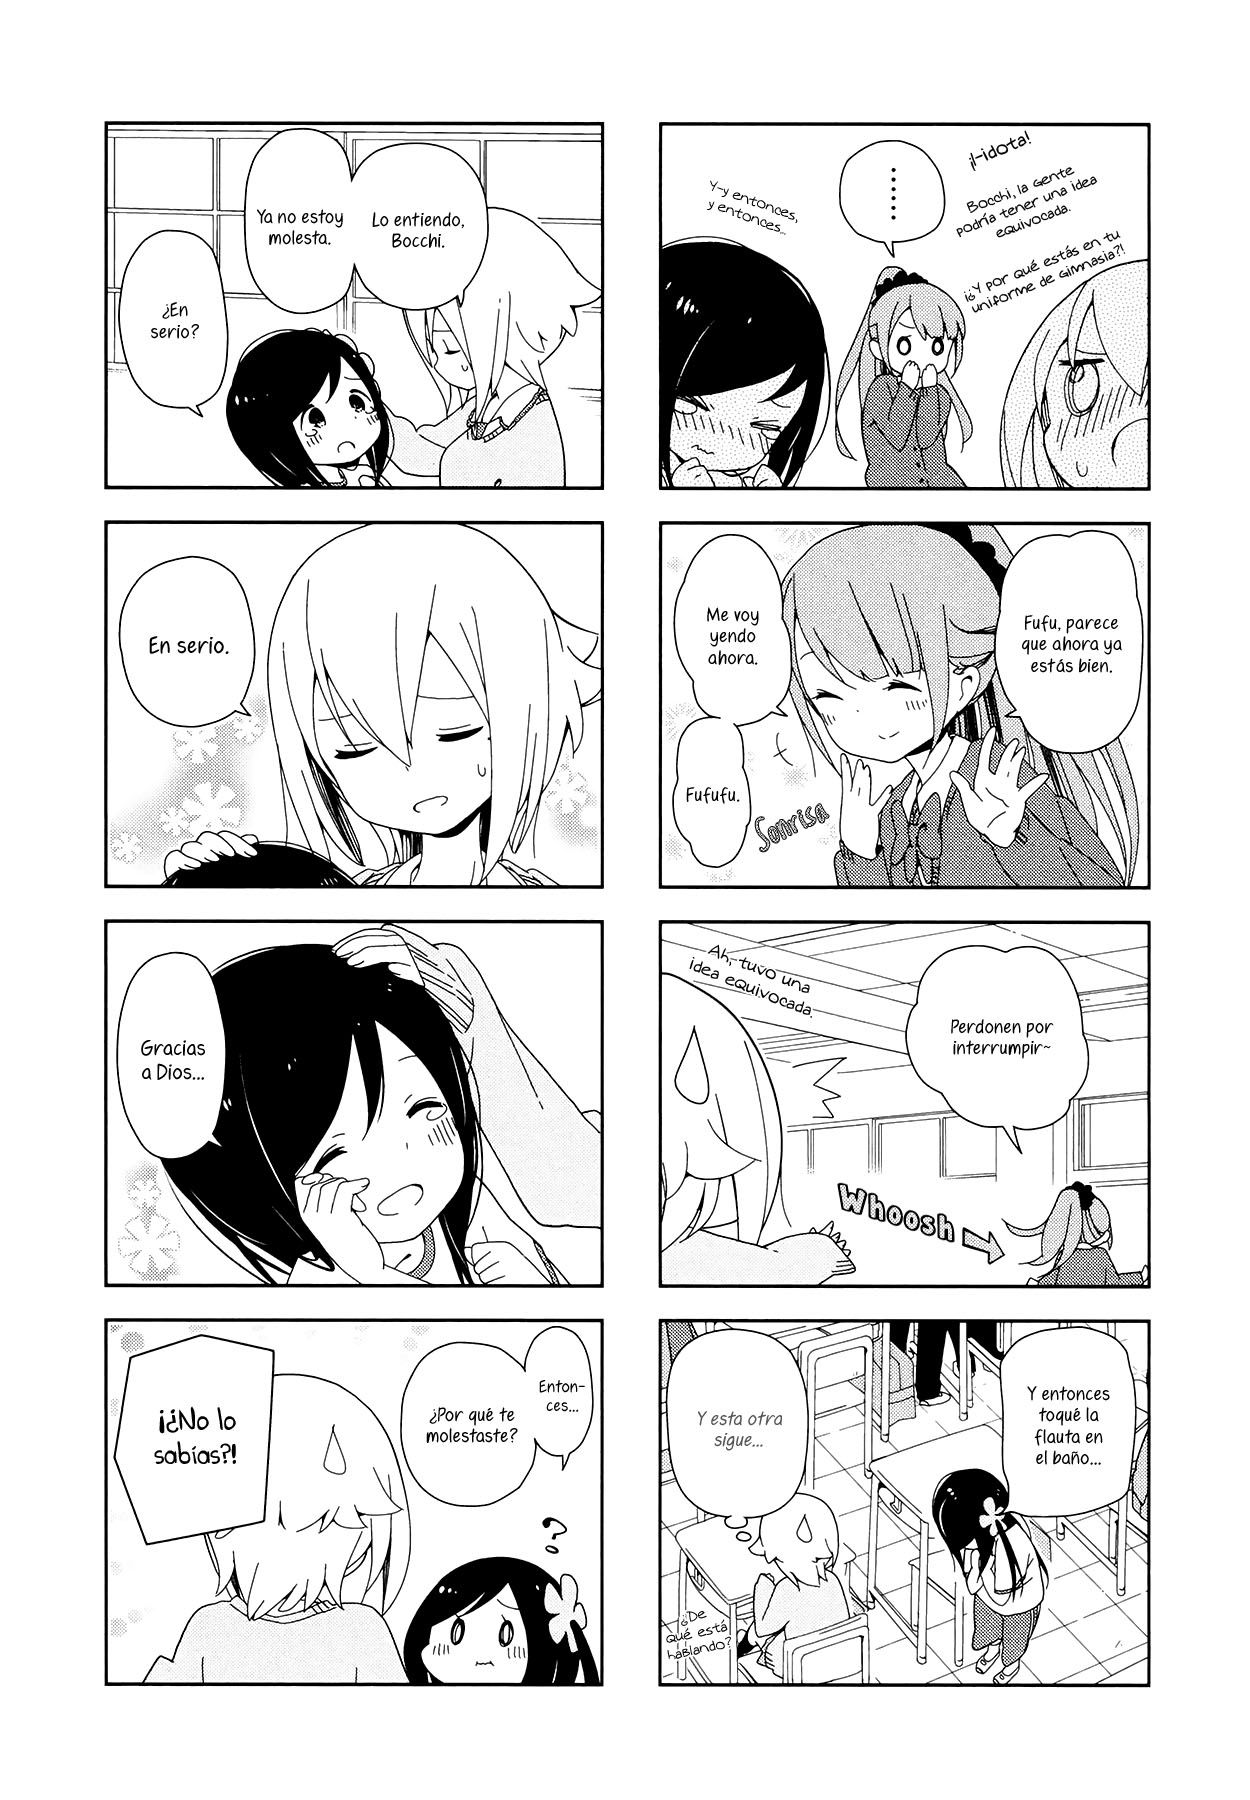 ¡I-idota!
Bocchi, la gente
podría tener una idea
equivocada.
¡¿Y por qué estás en tu
uniforme de gimnasia?!
........
Y-y entonces,
y entonces...
Fufu, parece
que ahora ya
estás bien.
Me voy
yendo
ahora.
Fufufu.
Sonrisa
Perdonen por
interrumpir~
Ah, tuvo una
idea equivocada.
Whoosh
Y entonces
toqué la
flauta en
el baño...
Y esta otra
sigue...
¿De
qué está
hablando?
Lo entiendo,
Bocchi.
Ya no estoy
molesta.
¿En
serio?
En serio.
Gracias
a Dios...
Enton-
ces...
¿Por qué te
molestaste?
?
¡¿No lo
sabías?!